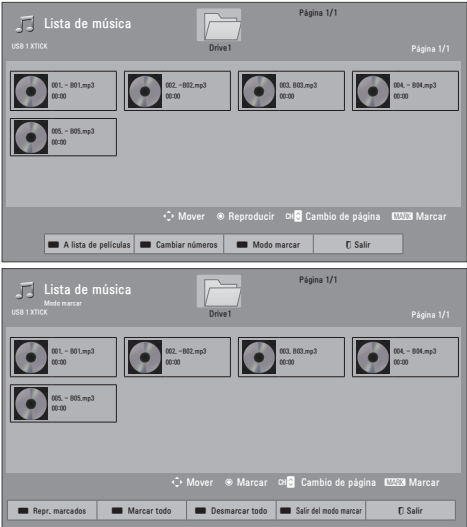 Lista de música
Página 1/1
Drive1
USB 1 XTICK
Página 1/1
001. - B01.mp3
00:00
002. -B02.mp3
00:00
003. B03.mp3
00:00
004. - B04.mp3
00:00
005. - B05.mp3
00:00
Mover Reproducir CH Cambio de página MARK Marcar
A lista de películas Cambiar números Modo marcar Salir
Lista de música
Modo marcar
Página 1/1
Drive1
USB 1 XTICK
Página 1/1
001. - B01.mp3
00:00
002. -B02.mp3
00:00
003. B03.mp3
00:00
004. - B04.mp3
00:00
005. - B05.mp3
00:00
Mover Marcar CH Cambio de página MARK Marcar
Repr. marcados Marcar todo Desmarcar todo Salir del modo marcar Salir